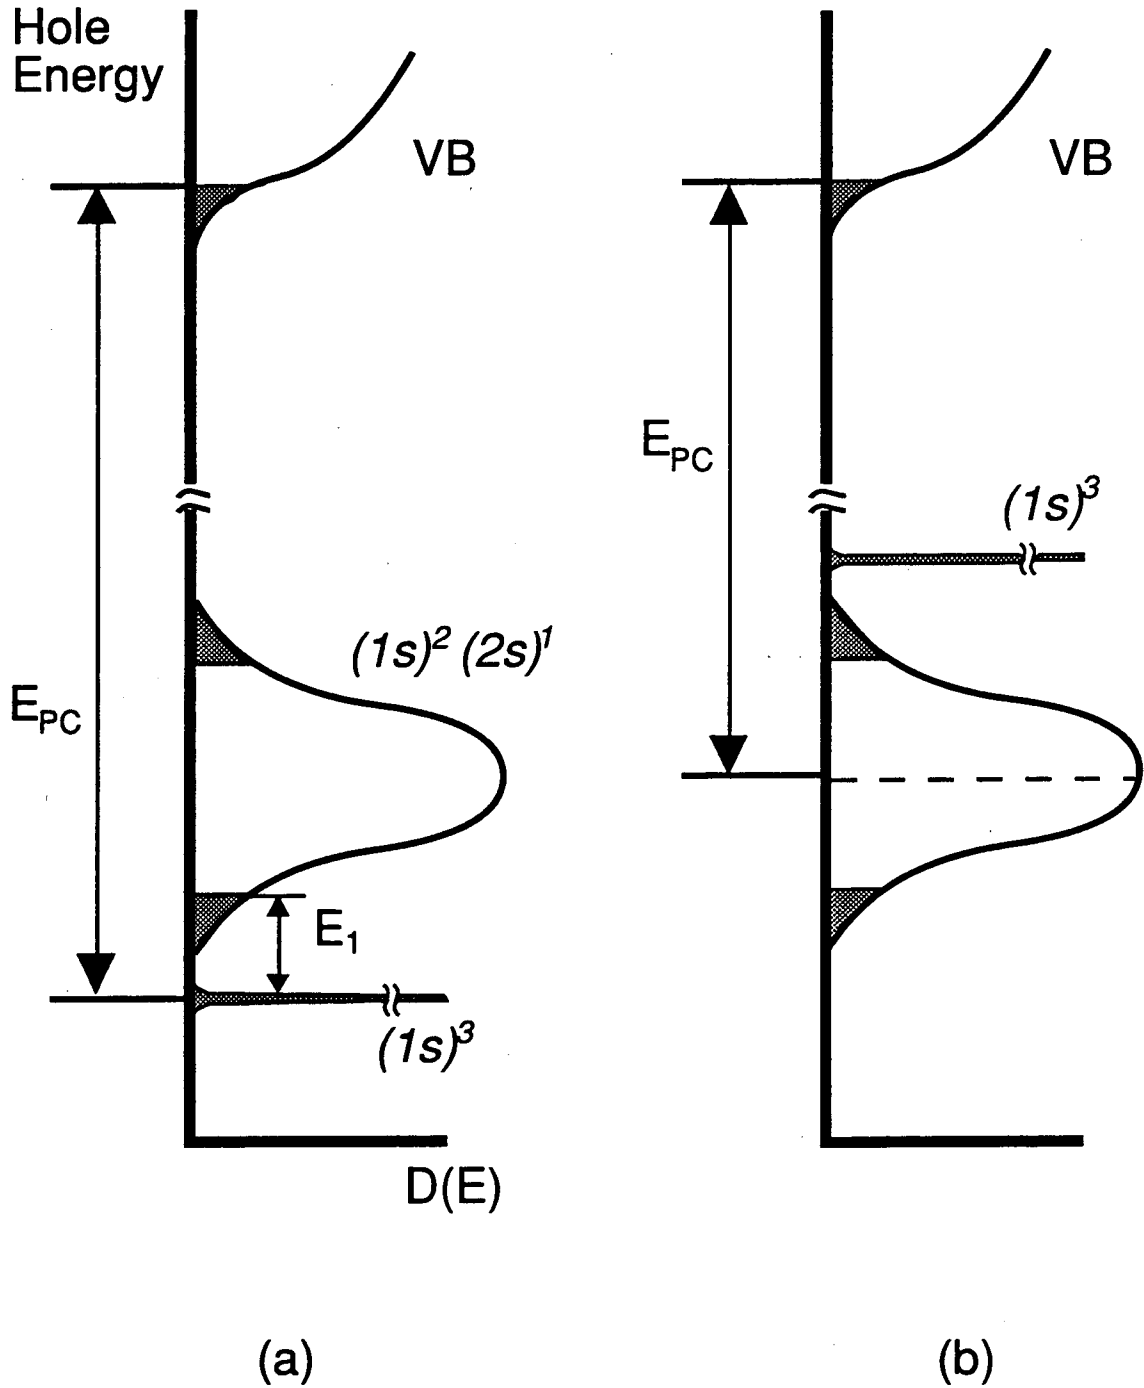 Hole
Energy
VB
E_PC
(1s)^2 (2s)^1
E_1
(1s)^3
D(E)
(a)
VB
E_PC
(1s)^3
(b)